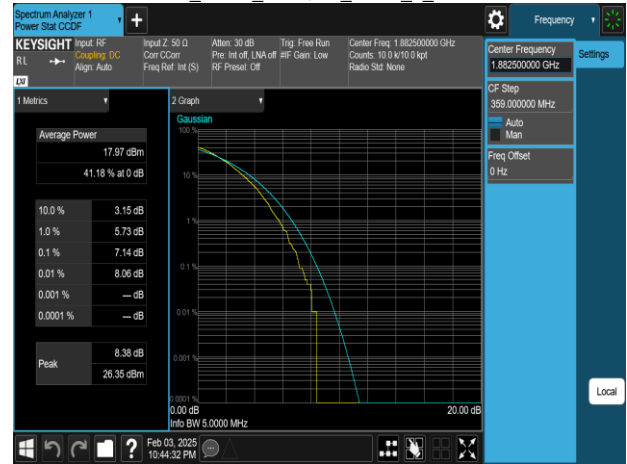 Spectrum Analyzer 1
Power Stat CCDF
Frequency
KEYSIGHT
RL
LXI
Input: RF
Coupling: DC
Align: Auto
Input Z: 50 Ω
Corr CCorr
Freq Ref: Int (S)
Atten: 30 dB
Pre: Int off, LNA off
RF Presel: Off
Trig: Free Run
#IF Gain: Low
Center Freq: 1.882500000 GHz
Counts: 10.0 k/10.0 kpt
Radio Std: None
Center Frequency
1.882500000 GHz
Settings
CF Step
359.000000 MHz
Auto
Man
Freq Offset
0 Hz
1 Metrics
Average Power
17.97 dBm
41.18 % at 0 dB
10.0 % 3.15 dB
1.0 % 5.73 dB
0.1 % 7.14 dB
0.01 % 8.06 dB
0.001 % --- dB
0.0001 % --- dB
Peak
8.38 dB
26.35 dBm
2 Graph
Gaussian
100 %
10 %
1 %
0.1 %
0.01 %
0.001 %
0.0001 %
0.00 dB 20.00 dB
Info BW 5.0000 MHz
Local
?
Feb 03, 2025
10:44:32 PM